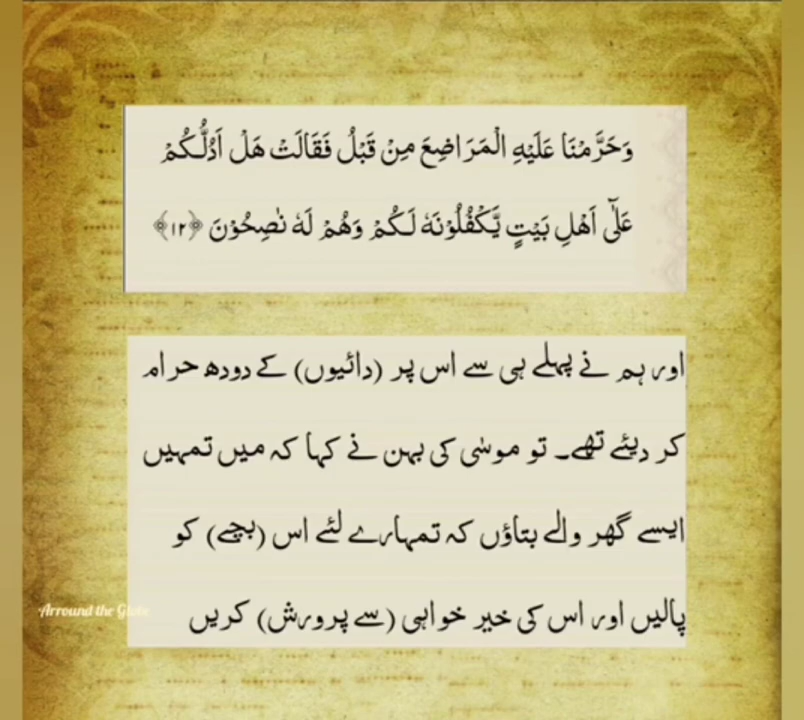 وَحَرَّمْنَا عَلَيْهِ الْمَرَاضِعَ مِنْ قَبْلُ فَقَالَتْ هَلْ اَدُلُّكُمْ
عَلٰٓى اَهْلِ بَيْتٍ يَّكْفُلُوْنَهٗ لَكُمْ وَهُمْ لَهٗ نٰصِحُوْنَ ﴿۱۲﴾
اور ہم نے پہلے ہی سے اس پر (دائیوں) کے دودھ حرام
کر دیئے تھے۔ تو موسٰی کی بہن نے کہا کہ میں تمہیں
ایسے گھر والے بتاؤں کہ تمہارے لئے اس (بچے) کو
پالیں اور اس کی خیر خواہی (سے پرورش) کریں
Arround the Globe